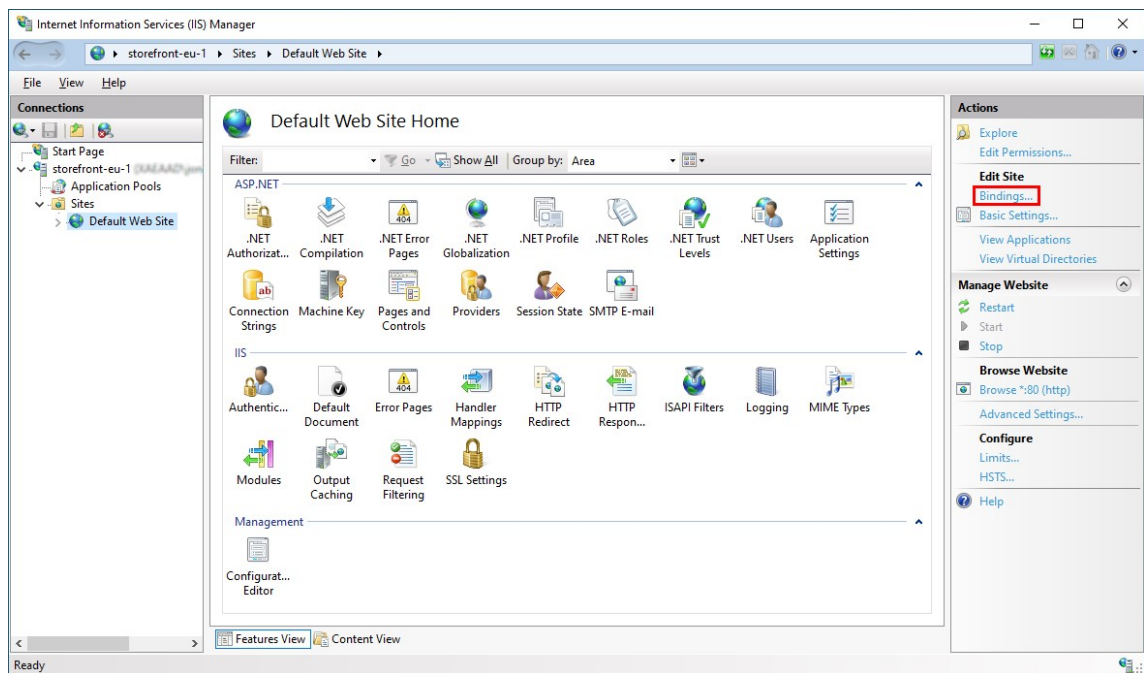 Internet Information Services (IIS) Manager
storefront-eu-1 Sites Default Web Site
File View Help
Connections
Start Page
storefront-eu-1
Application Pools
Sites
Default Web Site
Default Web Site Home
Filter: Go Show All Group by: Area
ASP.NET
.NET Authorizat...
.NET Compilation
.NET Error Pages
.NET Globalization
.NET Profile
.NET Roles
.NET Trust Levels
.NET Users
Application Settings
Connection Strings
Machine Key
Pages and Controls
Providers
Session State
SMTP E-mail
IIS
Authentic...
Default Document
Error Pages
Handler Mappings
HTTP Redirect
HTTP Respon...
ISAPI Filters
Logging
MIME Types
Modules
Output Caching
Request Filtering
SSL Settings
Management
Configurat... Editor
Features View Content View
Ready
Actions
Explore
Edit Permissions...
Edit Site
Bindings...
Basic Settings...
View Applications
View Virtual Directories
Manage Website
Restart
Start
Stop
Browse Website
Browse *:80 (http)
Advanced Settings...
Configure
Limits...
HSTS...
Help